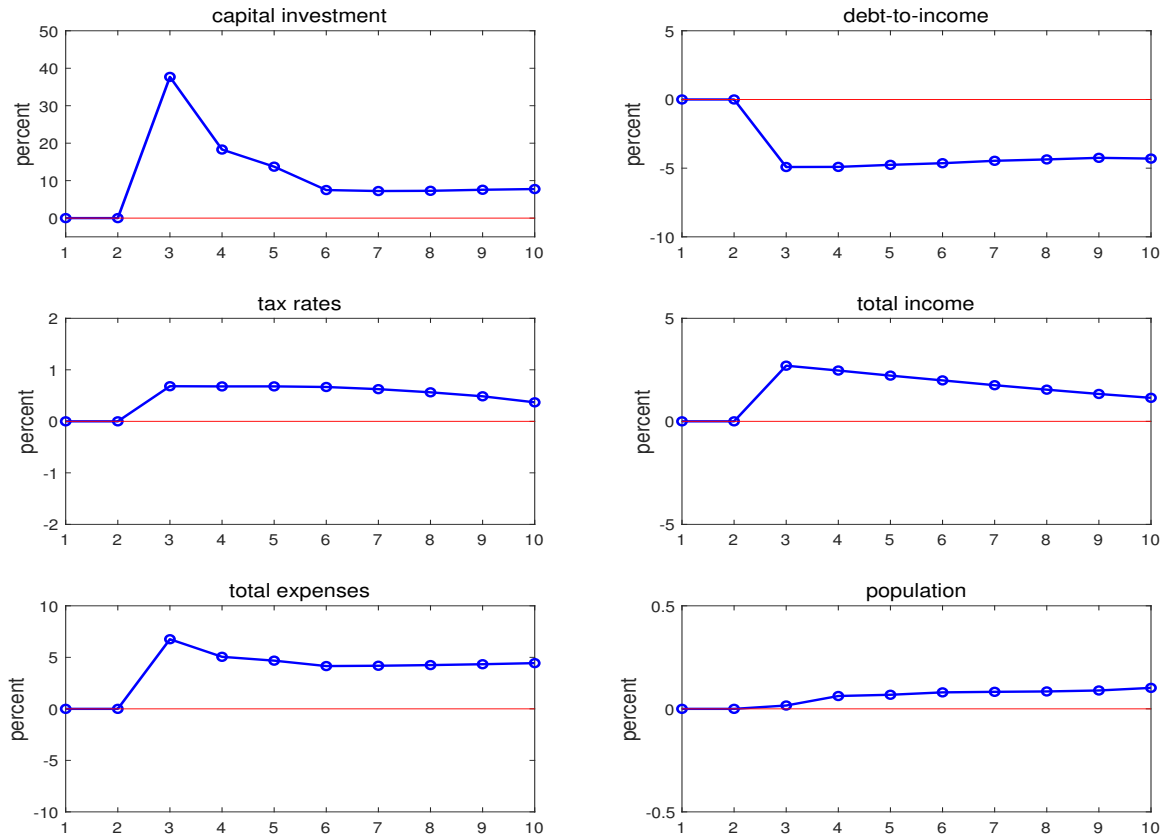 capital investment
50
40
30
20
10
0
percent
1 2 3 4 5 6 7 8 9 10
debt-to-income
5
0
-5
-10
percent
1 2 3 4 5 6 7 8 9 10
tax rates
2
1
0
-1
-2
percent
1 2 3 4 5 6 7 8 9 10
total income
5
0
-5
percent
1 2 3 4 5 6 7 8 9 10
total expenses
10
5
0
-5
-10
percent
1 2 3 4 5 6 7 8 9 10
population
0.5
0
-0.5
percent
1 2 3 4 5 6 7 8 9 10